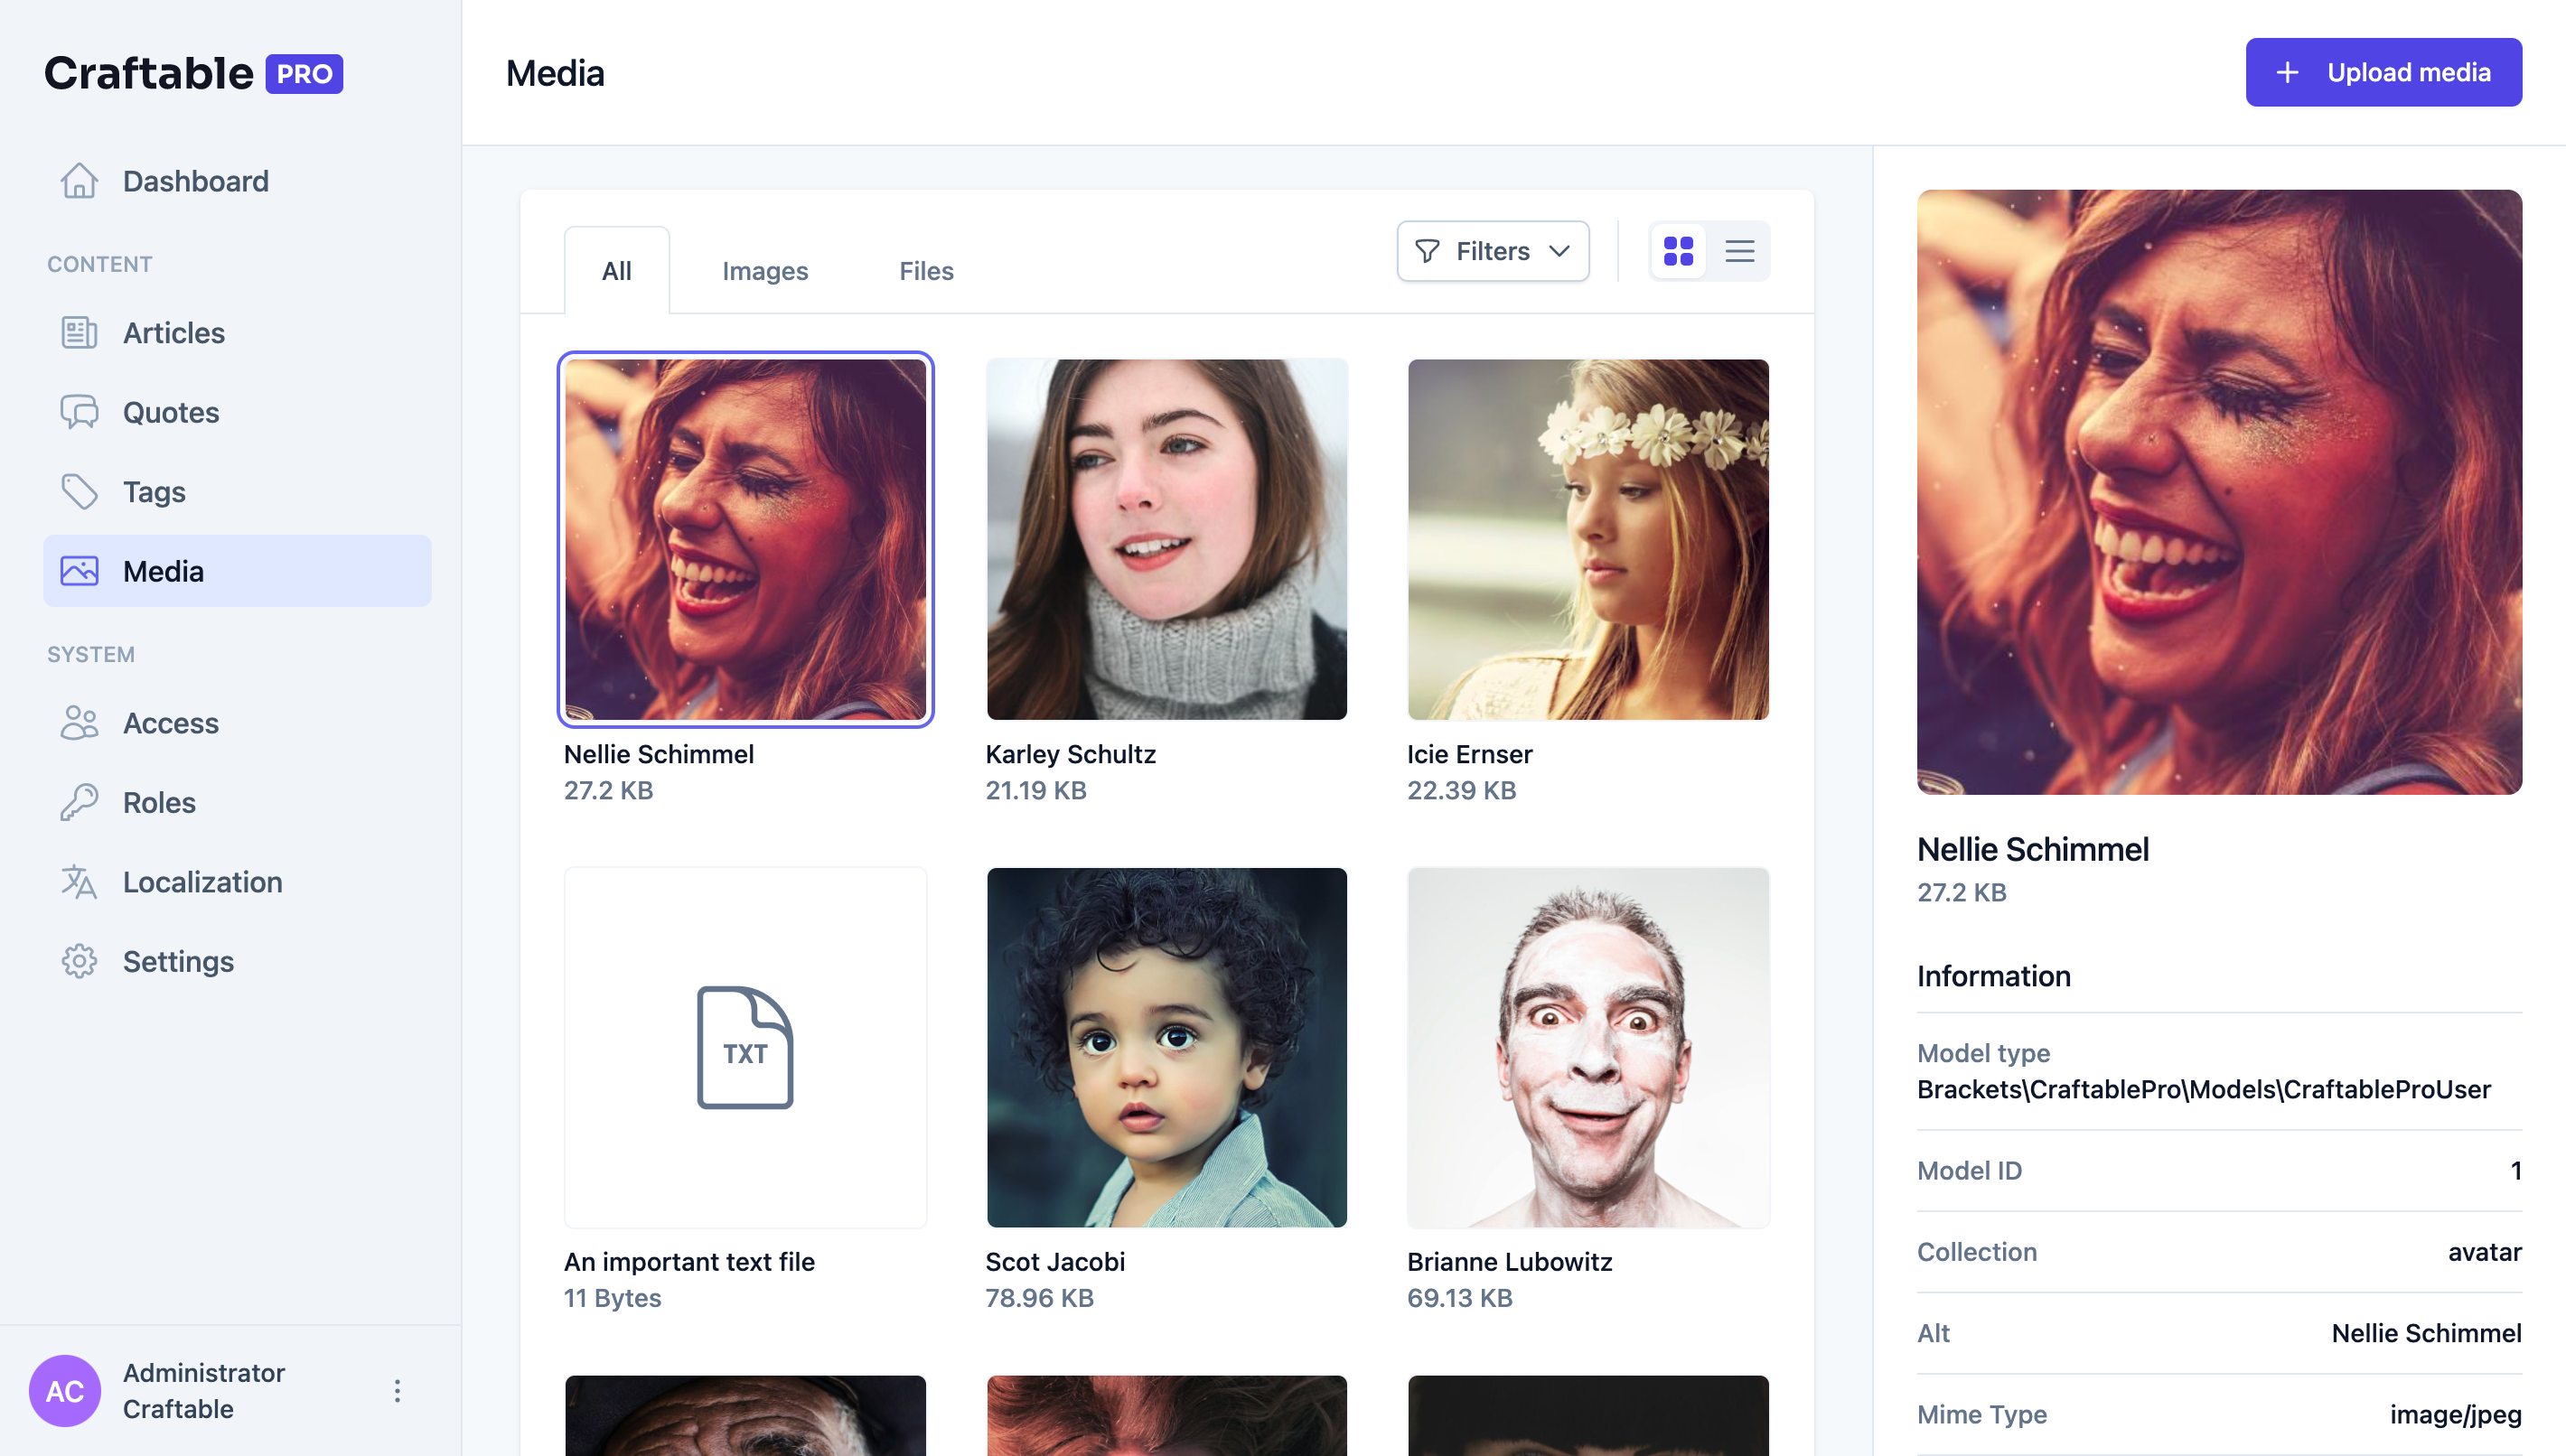 Craftable PRO
Dashboard
CONTENT
Articles
Quotes
Tags
Media
SYSTEM
Access
Roles
Localization
Settings
AC
Administrator
Craftable
Media
Upload media
All
Images
Files
Filters
Nellie Schimmel
27.2 KB
Karley Schultz
21.19 KB
Icie Ernser
22.39 KB
TXT
An important text file
11 Bytes
Scot Jacobi
78.96 KB
Brianne Lubowitz
69.13 KB
Nellie Schimmel
27.2 KB
Information
Model type
Brackets\CraftablePro\Models\CraftableProUser
Model ID 1
Collection avatar
Alt Nellie Schimmel
Mime Type image/jpeg